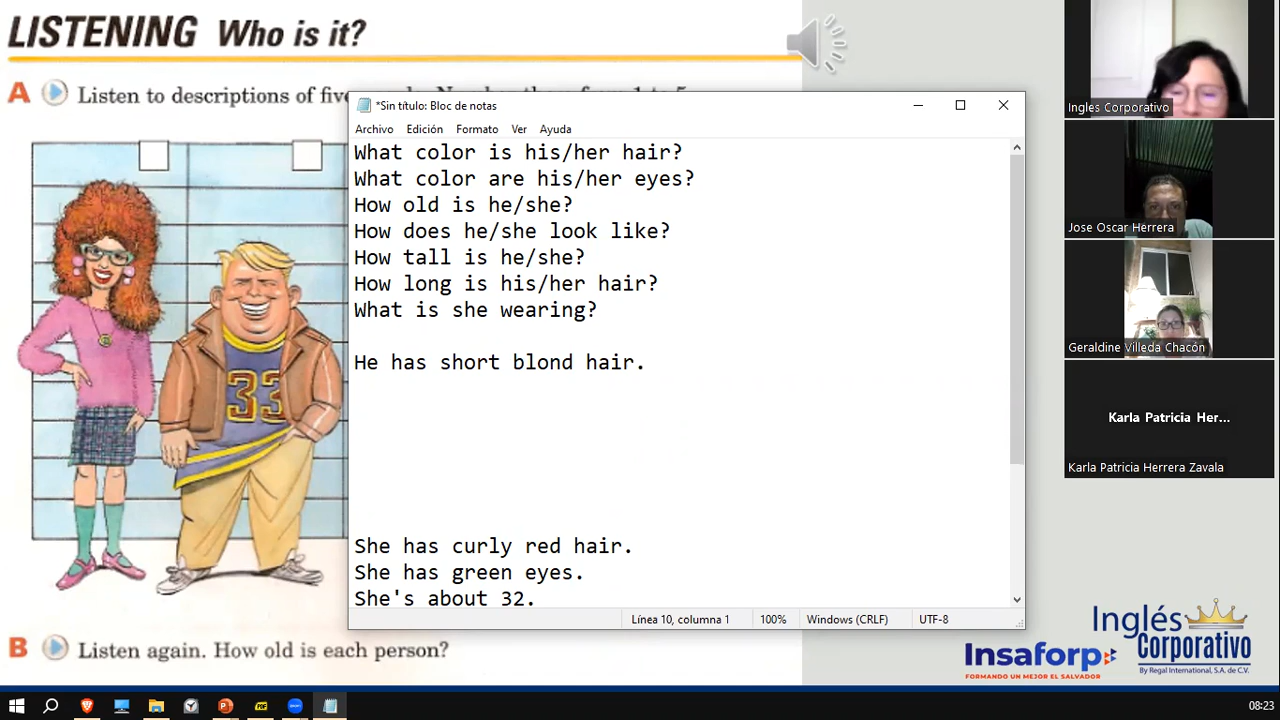 LISTENING Who is it?
A Listen to descriptions of five
*Sin título: Bloc de notas
Archivo Edición Formato Ver Ayuda
What color is his/her hair?
What color are his/her eyes?
How old is he/she?
How does he/she look like?
How tall is he/she?
How long is his/her hair?
What is she wearing?
He has short blond hair.
She has curly red hair.
She has green eyes.
She's about 32.
Línea 10, columna 1 100% Windows (CRLF) UTF-8
33
B Listen again. How old is each person?
Ingles Corporativo
Jose Oscar Herrera
Geraldine Villeda Chacón
Karla Patricia Her...
Karla Patricia Herrera Zavala
Insaforp
FORMANDO UN MEJOR EL SALVADOR
Inglés
Corporativo
By Regal International, S.A. de C.V.
08:23